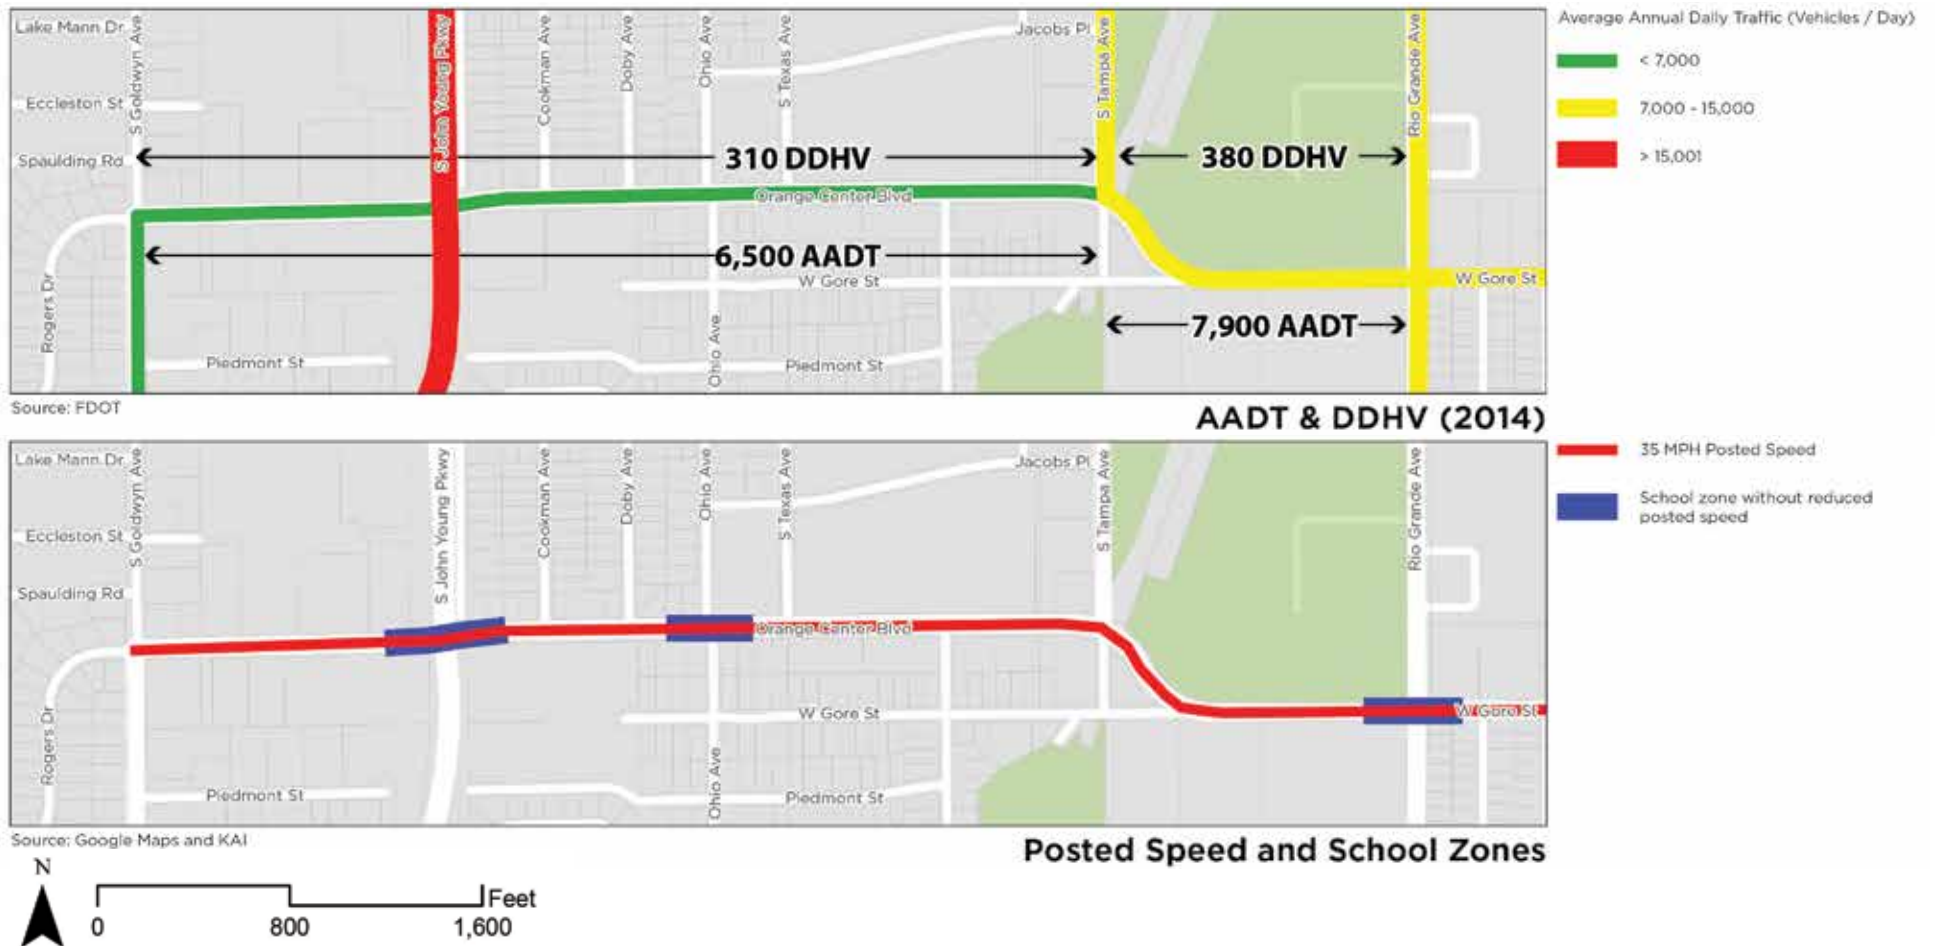 Average Annual Daily Traffic (Vehicles / Day)
< 7,000
7,000 - 15,000
> 15,001
Lake Mann Dr
S Goldwyn Ave
S John Young Pkwy
Cookman Ave
Doby Ave
Ohio Ave
S Texas Ave
Jacobs Pl
S Tampa Ave
Rio Grande Ave
Eccleston St
Spaulding Rd
310 DDHV
380 DDHV
Orange Center Blvd
6,500 AADT
W Gore St
W Gore St
Rogers Dr
7,900 AADT
Piedmont St
Ohio Ave
Piedmont St
Source: FDOT
AADT & DDHV (2014)
35 MPH Posted Speed
School zone without reduced
posted speed
Lake Mann Dr
S Goldwyn Ave
S John Young Pkwy
Cookman Ave
Doby Ave
Ohio Ave
S Texas Ave
Jacobs Pl
S Tampa Ave
Rio Grande Ave
Eccleston St
Spaulding Rd
Orange Center Blvd
W Gore St
W Gore St
Rogers Dr
Piedmont St
Ohio Ave
Piedmont St
Source: Google Maps and KAI
Posted Speed and School Zones
N
Feet
0 800 1,600